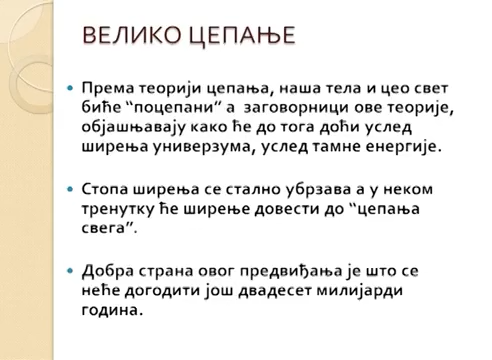 ВЕЛИКО ЦЕПАЊЕ
Према теорији цепања, наша тела и цео свет
биће “поцепани“ а заговорници ове теорије,
објашњавају како ће до тога доћи услед
ширења универзума, услед тамне енергије.
Стопа ширења се стално убрзава а у неком
тренутку ће ширење довести до “цепања
свега”.
Добра страна овог предвиђања је што се
неће догодити још двадесет милијарди
година.